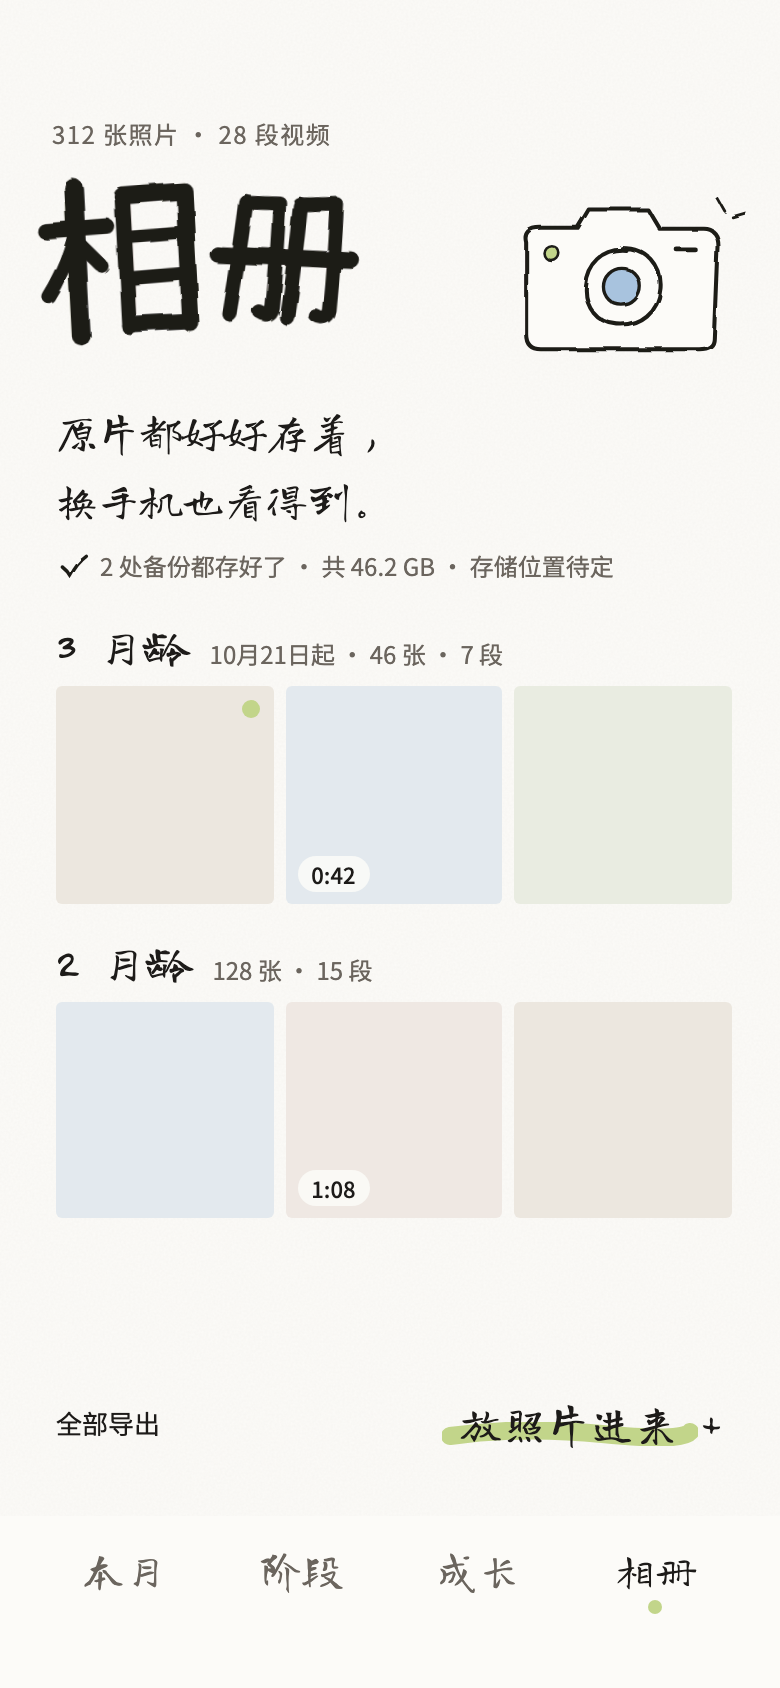 312 张照片 · 28 段视频
相册
原片都好好存着，
换手机也看得到。
2 处备份都存好了 · 共 46.2 GB · 存储位置待定
3 月龄 10月21日起 · 46 张 · 7 段
0:42
2 月龄 128 张 · 15 段
1:08
全部导出 放照片进来 +
本月 阶段 成长 相册